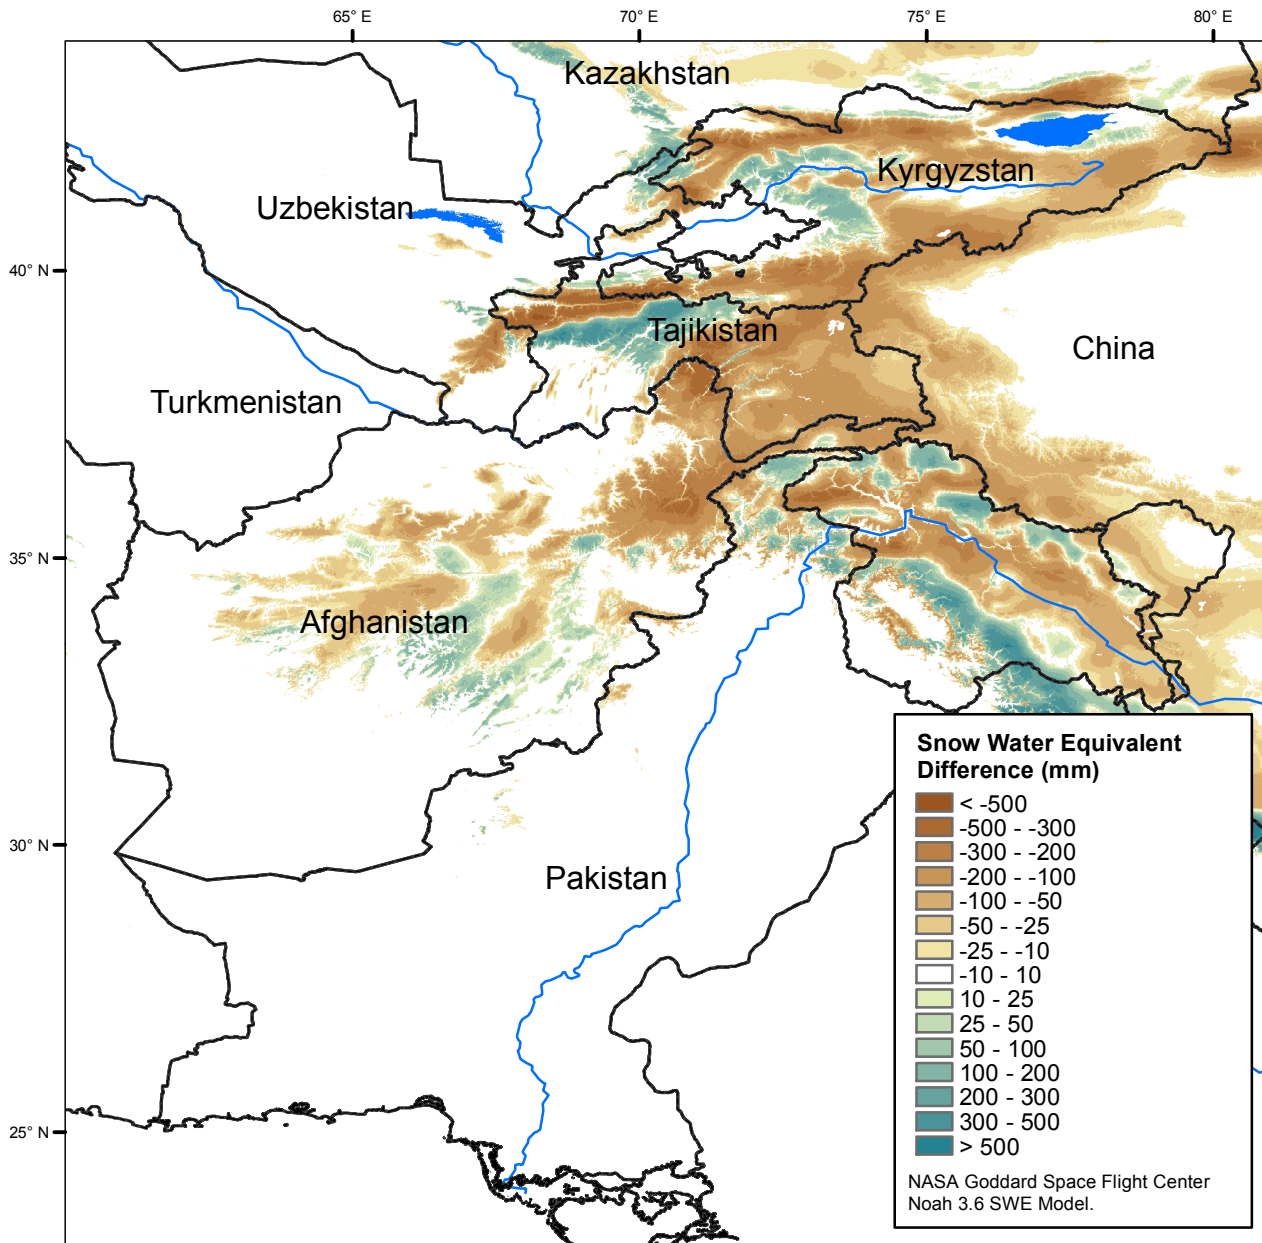 65° E
70° E
75° E
80° E
Kazakhstan
Kyrgyzstan
Uzbekistan
40° N
Tajikistan
China
Turkmenistan
35° N
Afghanistan
Snow Water Equivalent
Difference (mm)
< -500
-500 - -300
-300 - -200
-200 - -100
-100 - -50
-50 - -25
-25 - -10
-10 - 10
10 - 25
25 - 50
50 - 100
100 - 200
200 - 300
300 - 500
> 500
30° N
Pakistan
25° N
NASA Goddard Space Flight Center
Noah 3.6 SWE Model.